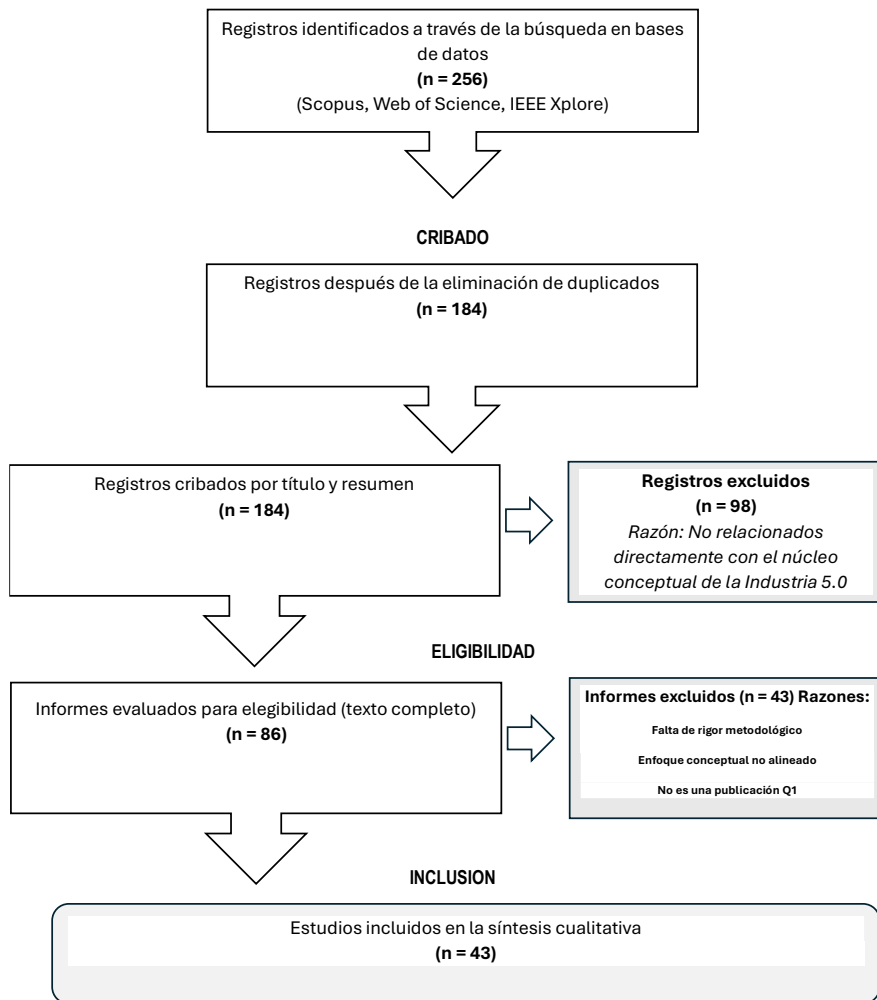 Registros identificados a través de la búsqueda en bases
de datos
(n = 256)
(Scopus, Web of Science, IEEE Xplore)
CRIBADO
Registros después de la eliminación de duplicados
(n = 184)
Registros cribados por título y resumen
(n = 184)
Registros excluidos
(n = 98)
Razón: No relacionados
directamente con el núcleo
conceptual de la Industria 5.0
ELIGIBILIDAD
Informes evaluados para elegibilidad (texto completo)
(n = 86)
Informes excluidos (n = 43) Razones:
Falta de rigor metodológico
Enfoque conceptual no alineado
No es una publicación Q1
INCLUSION
Estudios incluidos en la síntesis cualitativa
(n = 43)